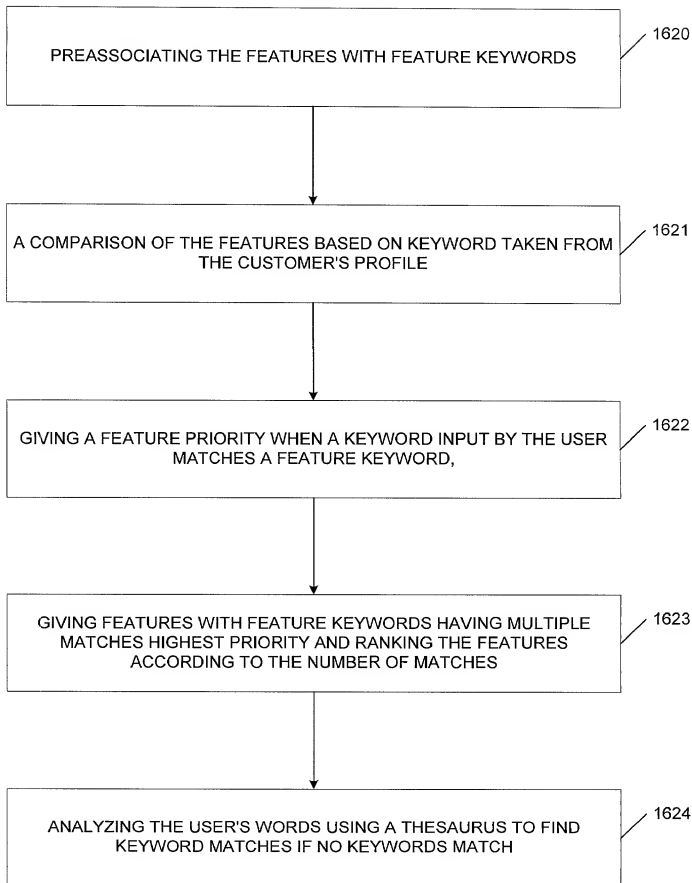 1620
PREASSOCIATING THE FEATURES WITH FEATURE KEYWORDS
1621
A COMPARISON OF THE FEATURES BASED ON KEYWORD TAKEN FROM
THE CUSTOMER'S PROFILE
1622
GIVING A FEATURE PRIORITY WHEN A KEYWORD INPUT BY THE USER
MATCHES A FEATURE KEYWORD,
1623
GIVING FEATURES WITH FEATURE KEYWORDS HAVING MULTIPLE
MATCHES HIGHEST PRIORITY AND RANKING THE FEATURES
ACCORDING TO THE NUMBER OF MATCHES
1624
ANALYZING THE USER'S WORDS USING A THESAURUS TO FIND
KEYWORD MATCHES IF NO KEYWORDS MATCH